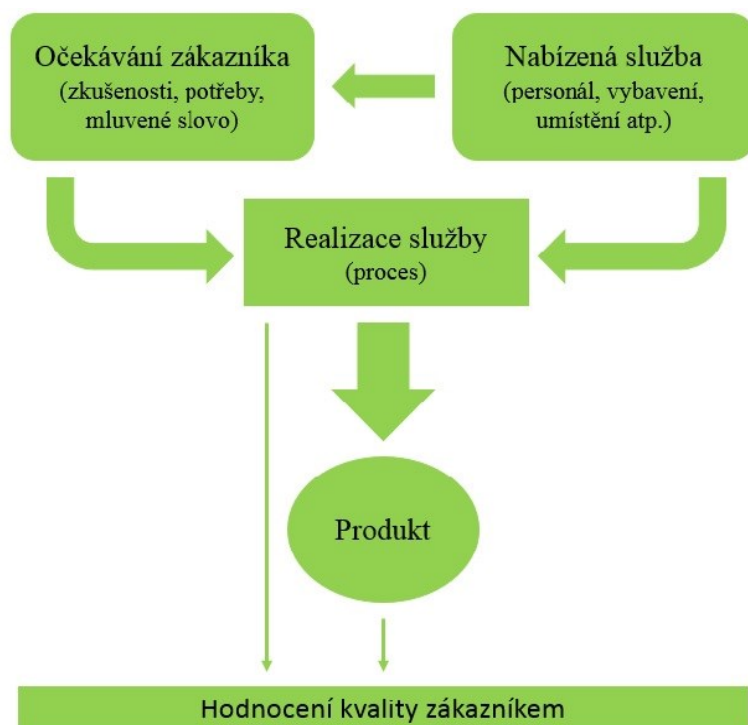 Očekávání zákazníka
(zkušenosti, potřeby,
mluvené slovo)
Nabízená služba
(personál, vybavení,
umístění atp.)
Realizace služby
(proces)
Produkt
Hodnocení kvality zákazníkem